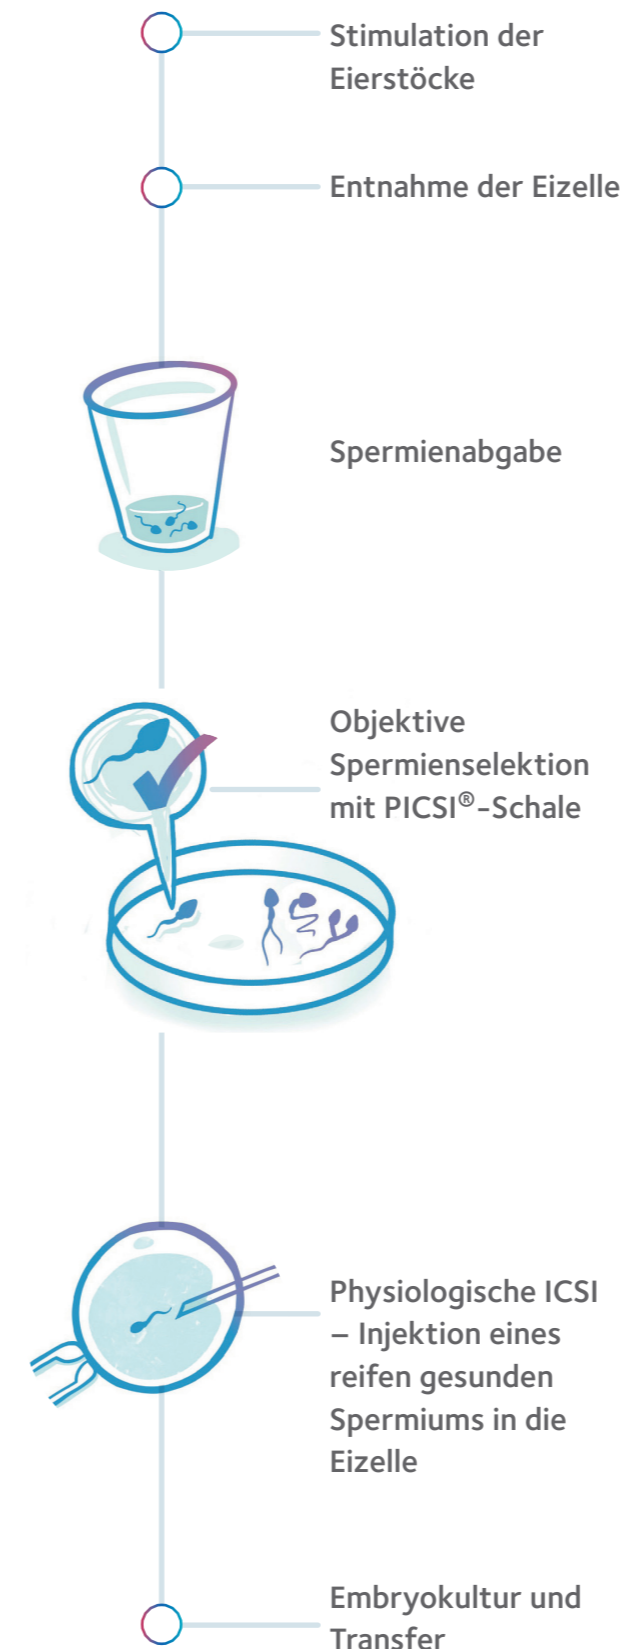 Stimulation der
Eierstöcke
Entnahme der Eizelle
Spermienabgabe
Objektive
Spermienselektion
mit PICSI®-Schale
Physiologische ICSI
– Injektion eines
reifen gesunden
Spermiums in die
Eizelle
Embryokultur und
Transfer